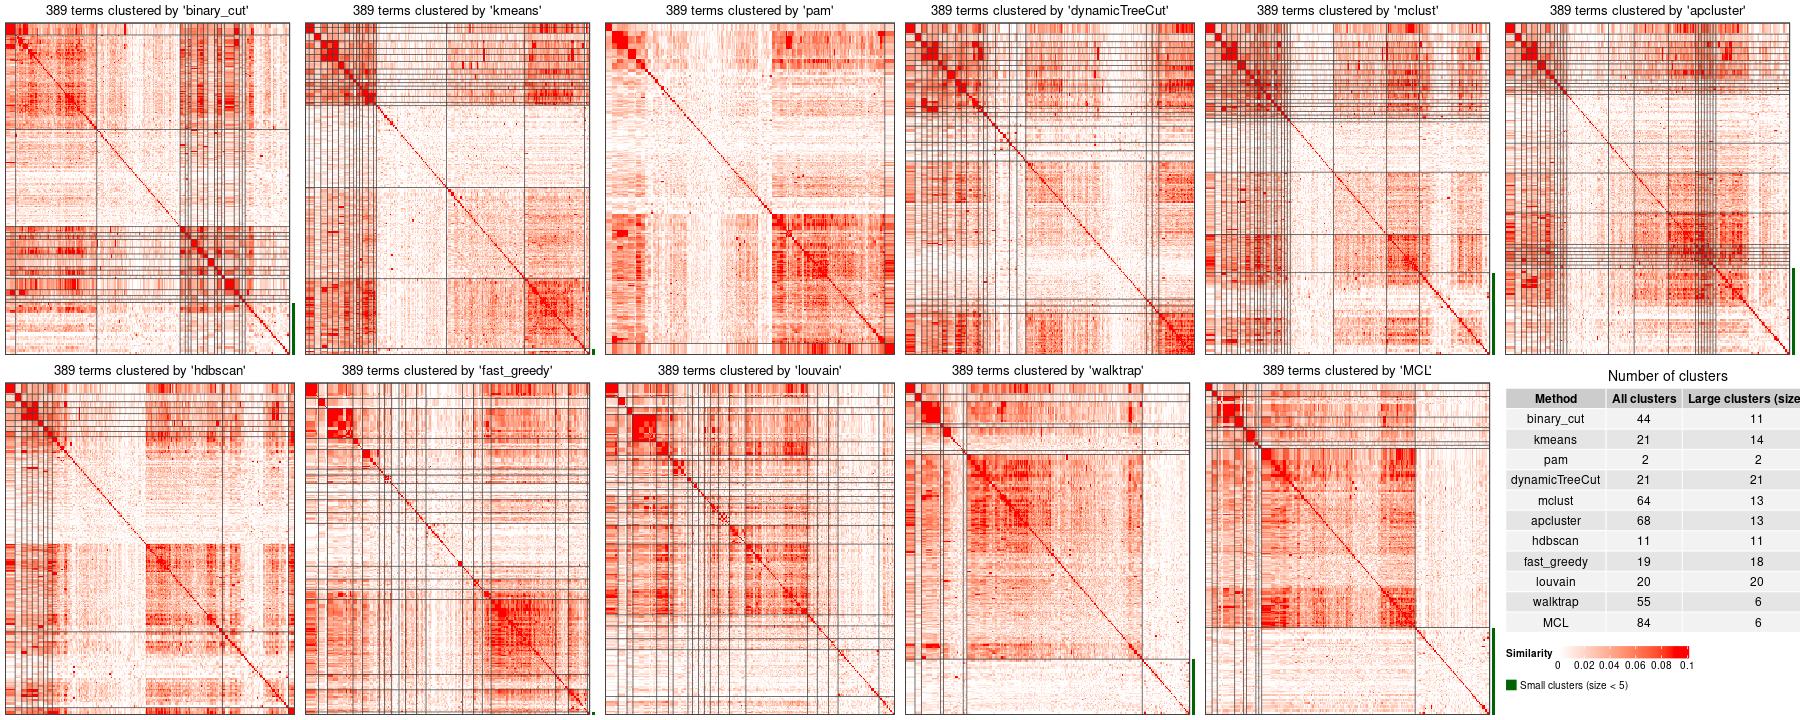 389 terms clustered by 'binary_cut'
389 terms clustered by 'kmeans'
389 terms clustered by 'pam'
389 terms clustered by 'dynamicTreeCut'
389 terms clustered by 'mclust'
389 terms clustered by 'apcluster'
389 terms clustered by 'hdbscan'
389 terms clustered by 'fast_greedy'
389 terms clustered by 'louvain'
389 terms clustered by 'walktrap'
389 terms clustered by 'MCL'
Number of clusters
Method All clusters Large clusters (size
binary_cut 44 11
kmeans 21 14
pam 2 2
dynamicTreeCut 21 21
mclust 64 13
apcluster 68 13
hdbscan 11 11
fast_greedy 19 18
louvain 20 20
walktrap 55 6
MCL 84 6
Similarity
0 0.02 0.04 0.06 0.08 0.1
Small clusters (size < 5)